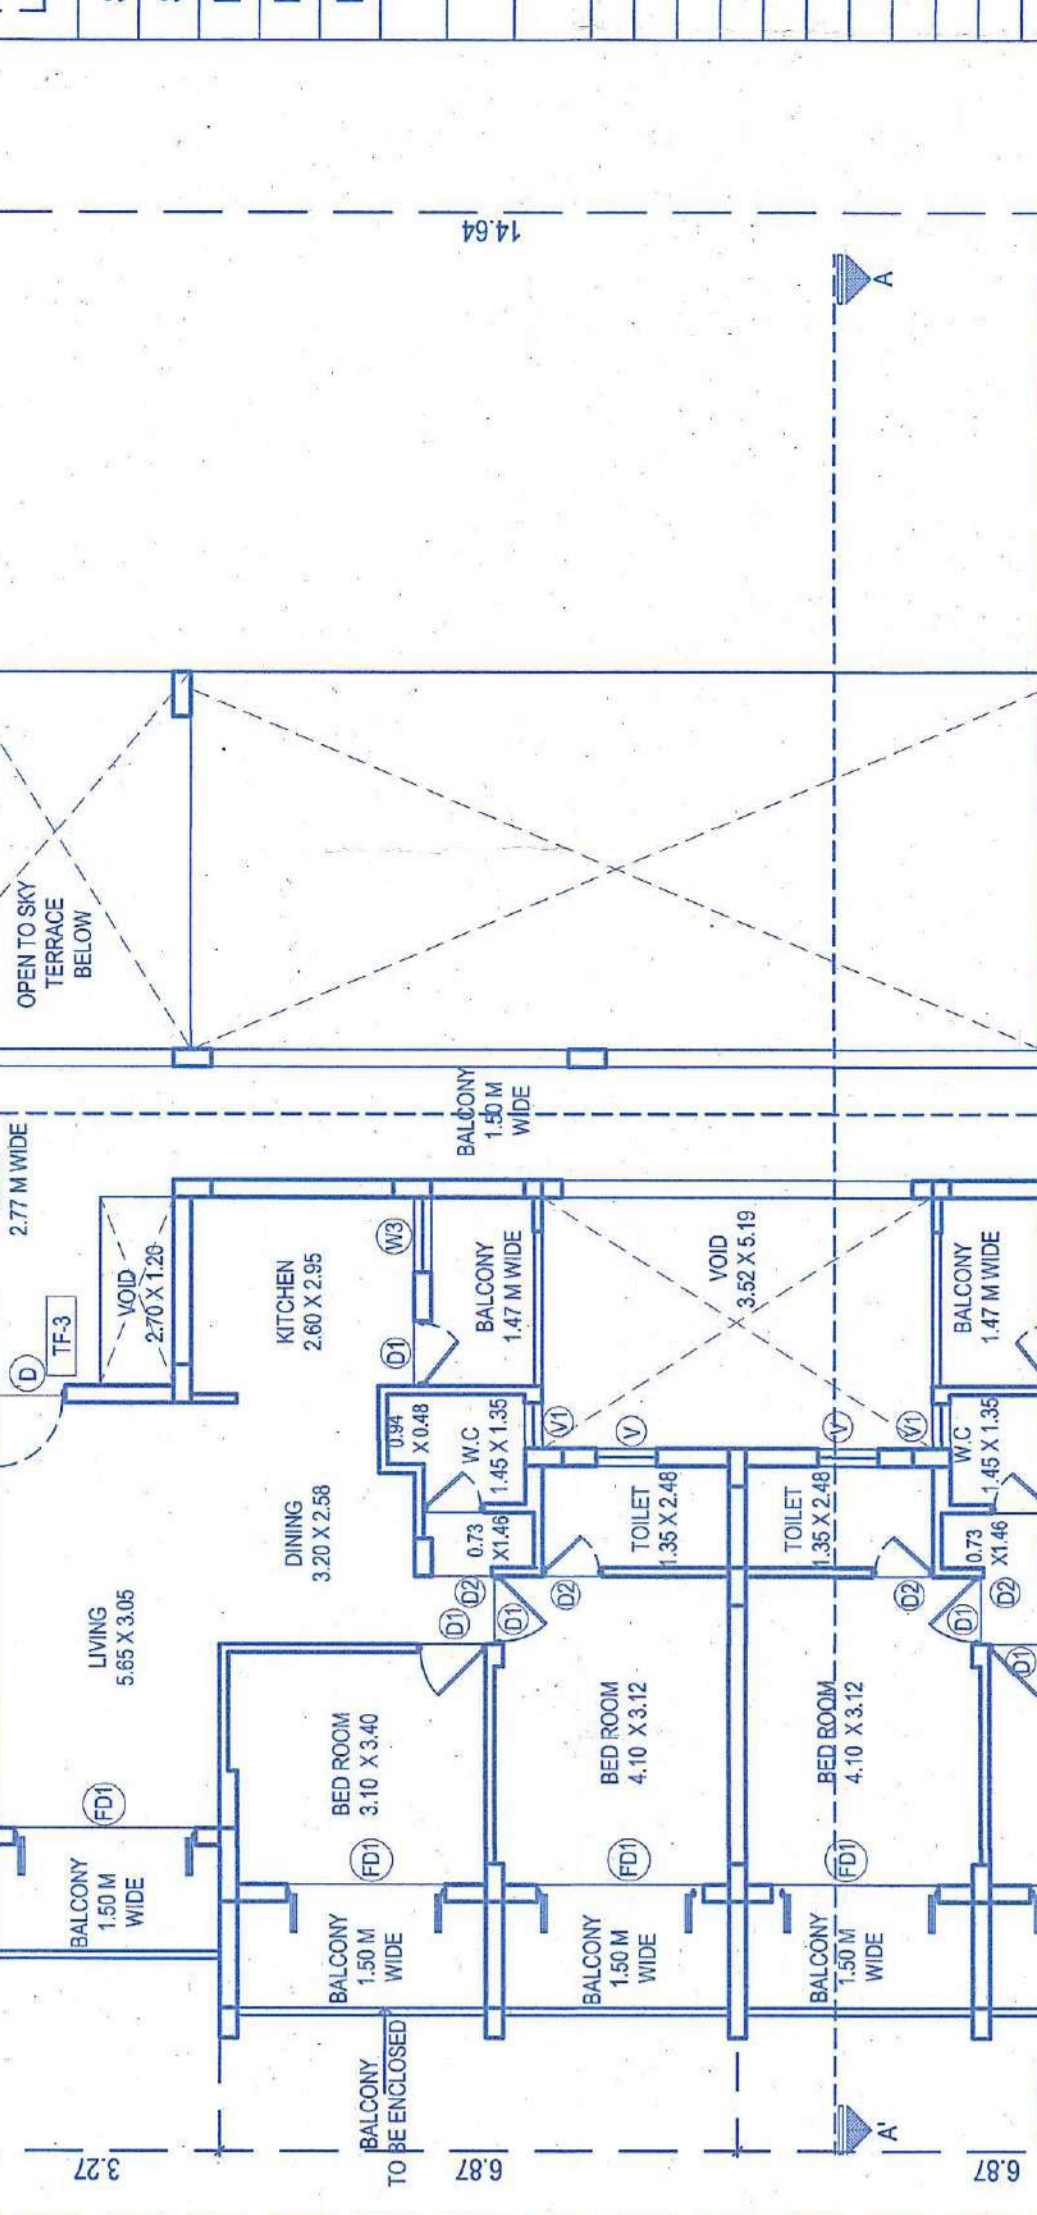 14.64
A
OPEN TO SKY
TERRACE
BELOW
BALCONY
1.50 M
WIDE
2.77 M WIDE
VOID
2.70 X 1.20
TF-3
D
KITCHEN
2.60 X 2.95
W3
D1
BALCONY
1.47 M WIDE
VOID
3.52 X 5.19
BALCONY
1.47 M WIDE
0.94
X 0.48
W.C
1.45 X 1.35
V1
V
V
V1
W.C
1.45 X 1.35
DINING
3.20 X 2.58
0.73
X1.46
TOILET
1.35 X 2.48
TOILET
1.35 X 2.48
0.73
X1.46
D2
D1
D1
D2
D2
D1
D2
D1
LIVING
5.65 X 3.05
BED ROOM
3.10 X 3.40
BED ROOM
4.10 X 3.12
BED ROOM
4.10 X 3.12
FD1
FD1
FD1
FD1
BALCONY
1.50 M
WIDE
BALCONY
1.50 M
WIDE
BALCONY
1.50 M
WIDE
BALCONY
1.50 M
WIDE
BALCONY
TO BE ENCLOSED
A'
3.27
6.87
6.87